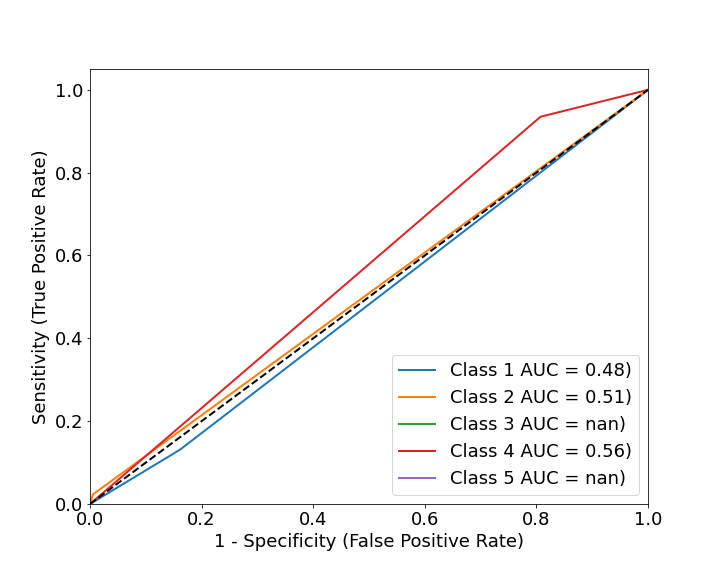 Sensitivity (True Positive Rate)
1.0
0.8
0.6
0.4
0.2
0.0
Class 1 AUC = 0.48)
Class 2 AUC = 0.51)
Class 3 AUC = nan)
Class 4 AUC = 0.56)
Class 5 AUC = nan)
0.0 0.2 0.4 0.6 0.8 1.0
1 - Specificity (False Positive Rate)